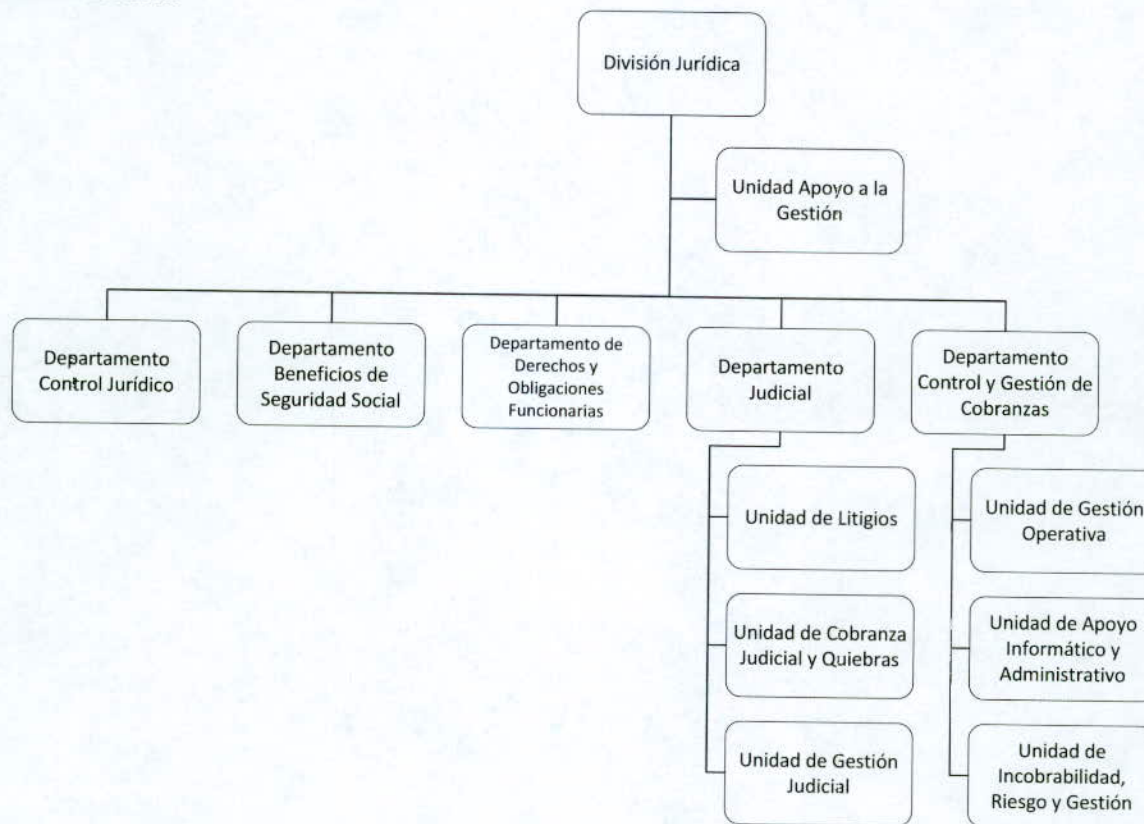 División Jurídica
Unidad Apoyo a la
Gestión
Departamento
Control Jurídico
Departamento
Beneficios de
Seguridad Social
Departamento de
Derechos y
Obligaciones
Funcionarias
Departamento
Judicial
Departamento
Control y Gestión de
Cobranzas
Unidad de Litigios
Unidad de Cobranza
Judicial y Quiebras
Unidad de Gestión
Judicial
Unidad de Gestión
Operativa
Unidad de Apoyo
Informático y
Administrativo
Unidad de
Incobrabilidad,
Riesgo y Gestión